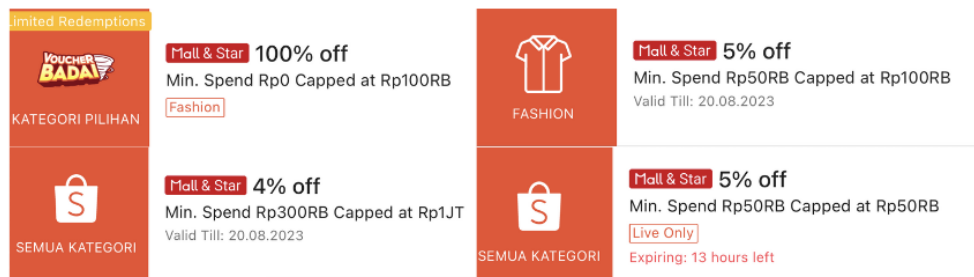 Limited Redemptions
VOUCHER
BADAI
KATEGORI PILIHAN
Mall & Star 100% off
Min. Spend Rp0 Capped at Rp100RB
Fashion
FASHION
Mall & Star 5% off
Min. Spend Rp50RB Capped at Rp100RB
Valid Till: 20.08.2023
S
SEMUA KATEGORI
Mall & Star 4% off
Min. Spend Rp300RB Capped at Rp1JT
Valid Till: 20.08.2023
S
SEMUA KATEGORI
Mall & Star 5% off
Min. Spend Rp50RB Capped at Rp50RB
Live Only
Expiring: 13 hours left